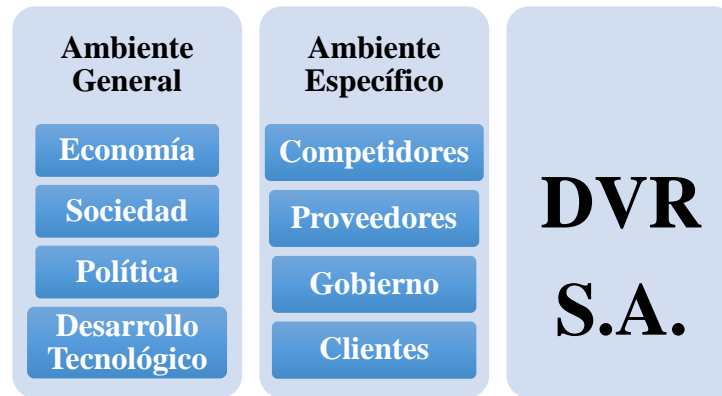 Ambiente
General
Economía
Sociedad
Política
Desarrollo
Tecnológico
Ambiente
Específico
Competidores
Proveedores
Gobierno
Clientes
DVR
S.A.